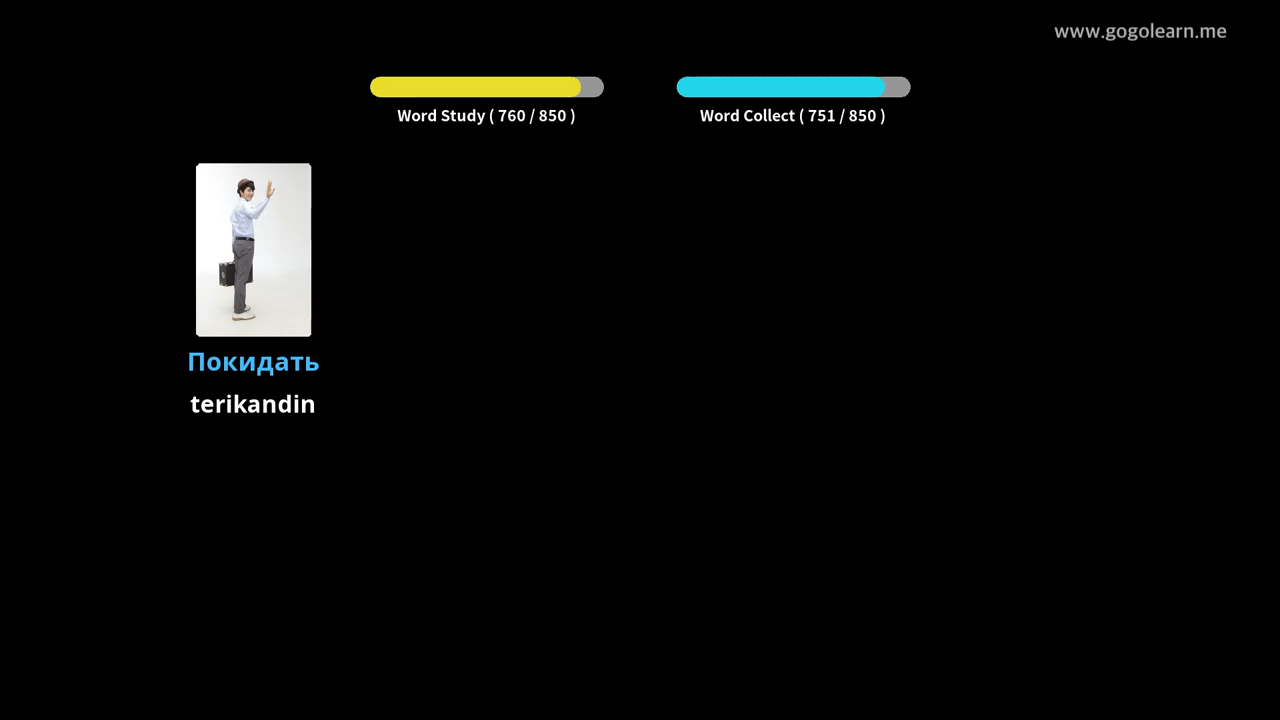 www.gogolearn.me
Word Study ( 760 / 850 )
Word Collect ( 751 / 850 )
Покидать
terikandin